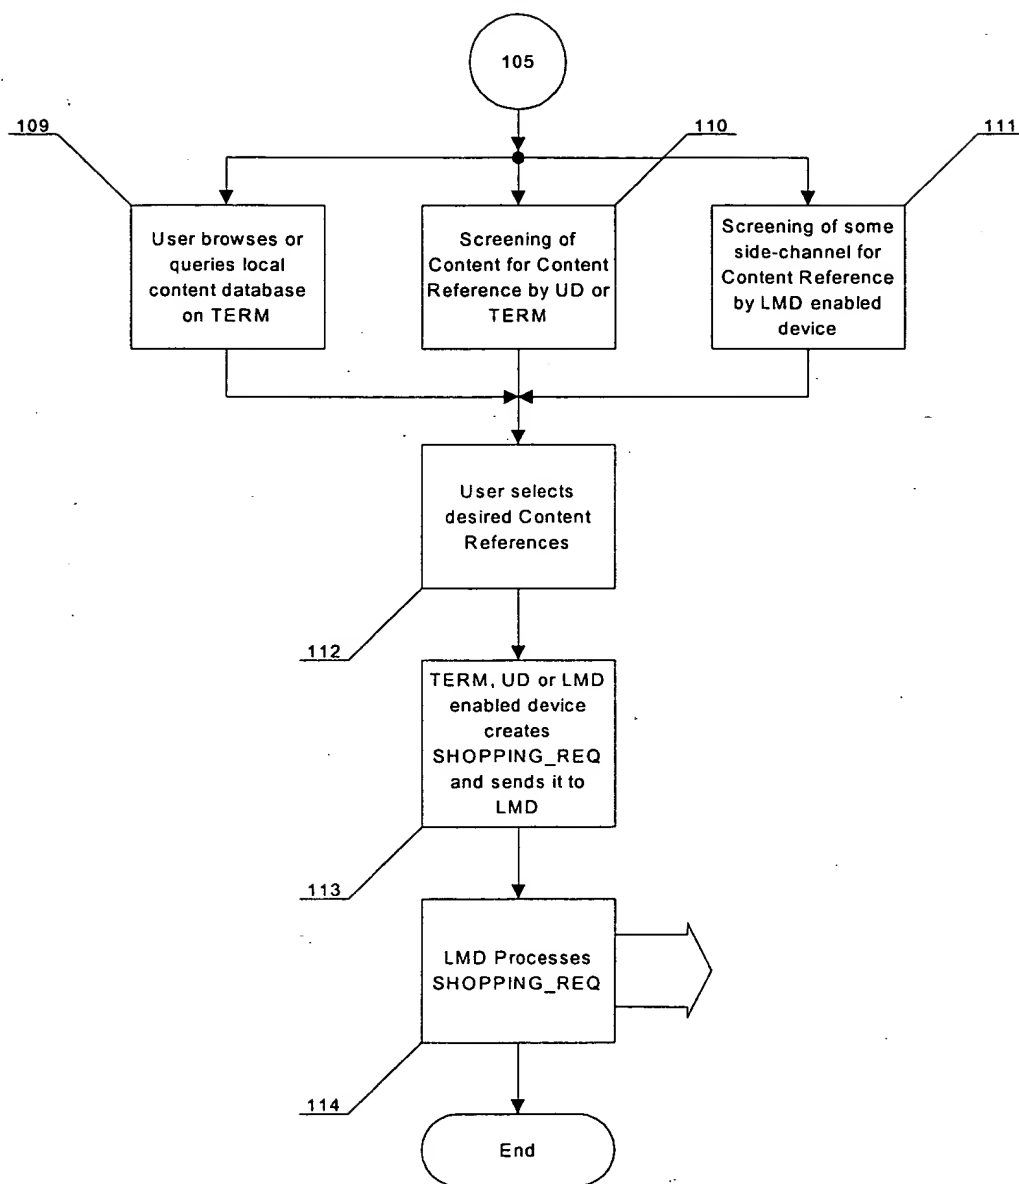 105
109
110
111
User browses or
queries local
content database
on TERM
Screening of
Content for Content
Reference by UD or
TERM
Screening of some
side-channel for
Content Reference
by LMD enabled
device
User selects
desired Content
References
112
TERM, UD or LMD
enabled device
creates
SHOPPING_REQ
and sends it to
LMD
113
LMD Processes
SHOPPING_REQ
114
End